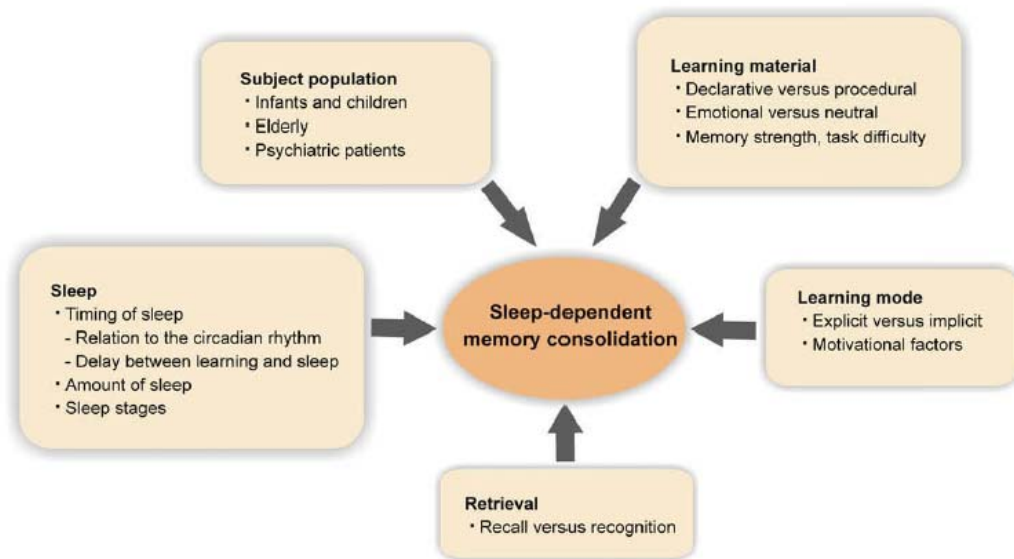 Subject population
· Infants and children
· Elderly
· Psychiatric patients
Learning material
· Declarative versus procedural
· Emotional versus neutral
· Memory strength, task difficulty
Sleep
· Timing of sleep
- Relation to the circadian rhythm
- Delay between learning and sleep
· Amount of sleep
· Sleep stages
Sleep-dependent
memory consolidation
Learning mode
· Explicit versus implicit
· Motivational factors
Retrieval
· Recall versus recognition